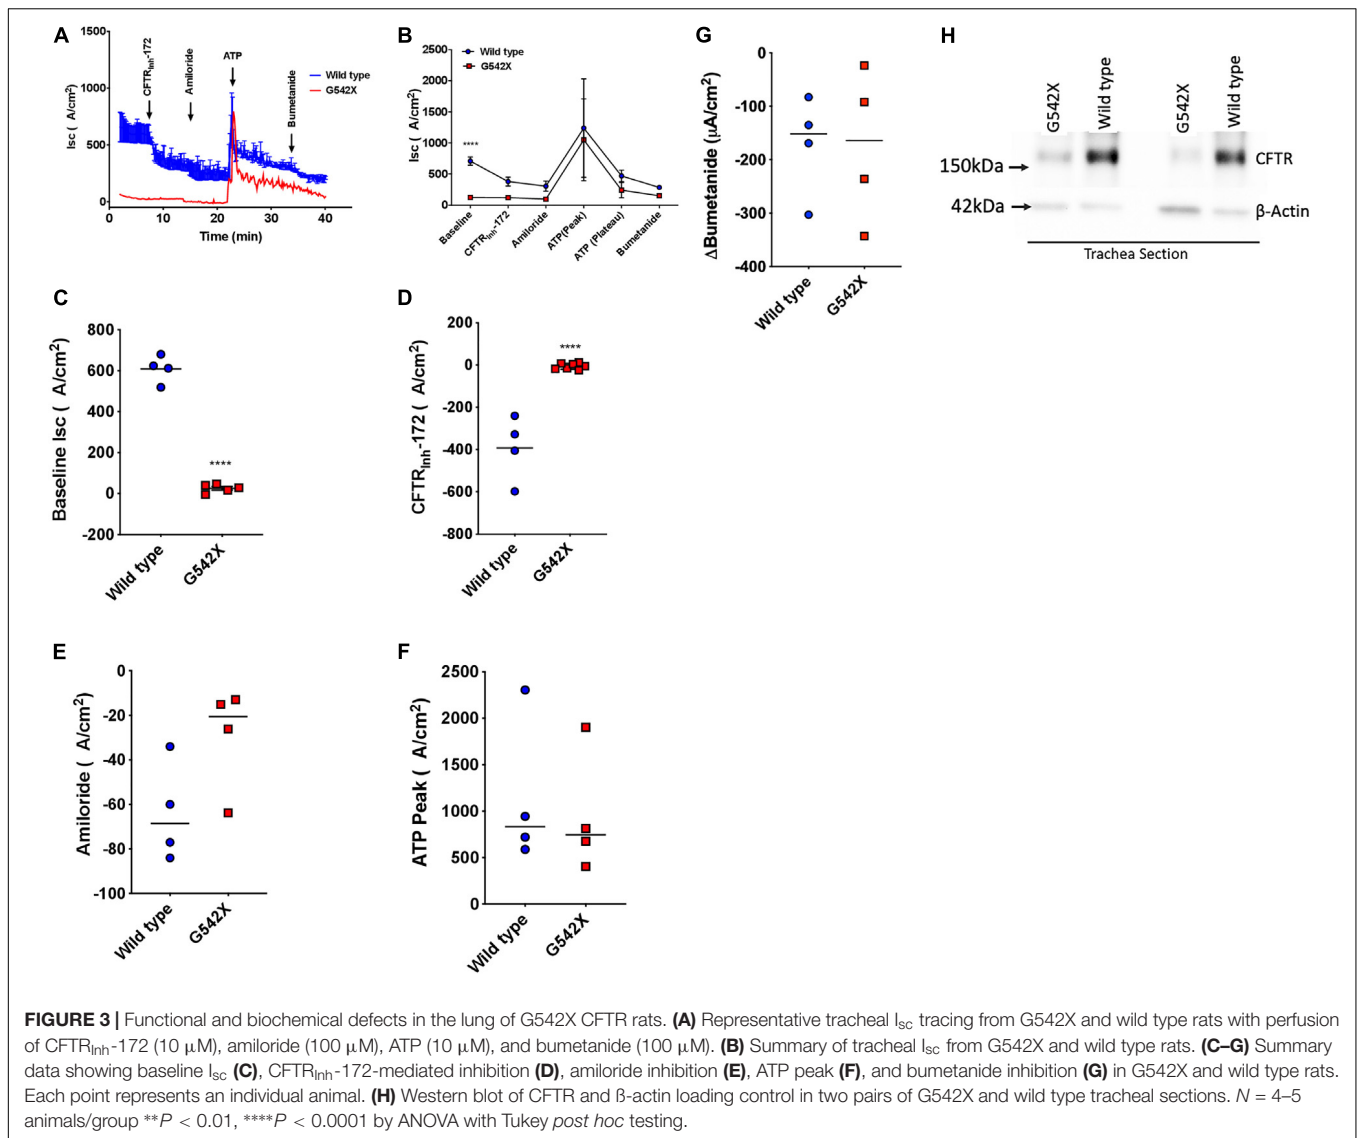 A
1500
1000
500
0
Isc ( A/cm²)
CFTRInh-172
Amiloride
ATP
Bumetanide
Wild type
G542X
0
10
20
30
40
Time (min)
B
2500
2000
1500
1000
500
0
Isc ( A/cm²)
Wild type
G542X
****
Baseline
CFTRInh-172
Amiloride
ATP(Peak)
ATP (Plateau)
Bumetanide
G
0
-100
-200
-300
-400
ΔBumetanide (μA/cm²)
Wild type
G542X
H
G542X
Wild type
G542X
Wild type
150kDa
CFTR
42kDa
β-Actin
Trachea Section
C
800
600
400
200
0
-200
Baseline Isc ( A/cm²)
****
Wild type
G542X
D
200
0
-200
-400
-600
-800
CFTRInh-172 ( A/cm²)
****
Wild type
G542X
E
0
-20
-40
-60
-80
-100
Amiloride ( A/cm²)
Wild type
G542X
F
2500
2000
1500
1000
500
0
ATP Peak ( A/cm²)
Wild type
G542X
FIGURE 3 | Functional and biochemical defects in the lung of G542X CFTR rats. (A) Representative tracheal Isc tracing from G542X and wild type rats with perfusion
of CFTRInh-172 (10 μM), amiloride (100 μM), ATP (10 μM), and bumetanide (100 μM). (B) Summary of tracheal Isc from G542X and wild type rats. (C–G) Summary
data showing baseline Isc (C), CFTRInh-172-mediated inhibition (D), amiloride inhibition (E), ATP peak (F), and bumetanide inhibition (G) in G542X and wild type rats.
Each point represents an individual animal. (H) Western blot of CFTR and ß-actin loading control in two pairs of G542X and wild type tracheal sections. N = 4–5
animals/group **P < 0.01, ****P < 0.0001 by ANOVA with Tukey post hoc testing.